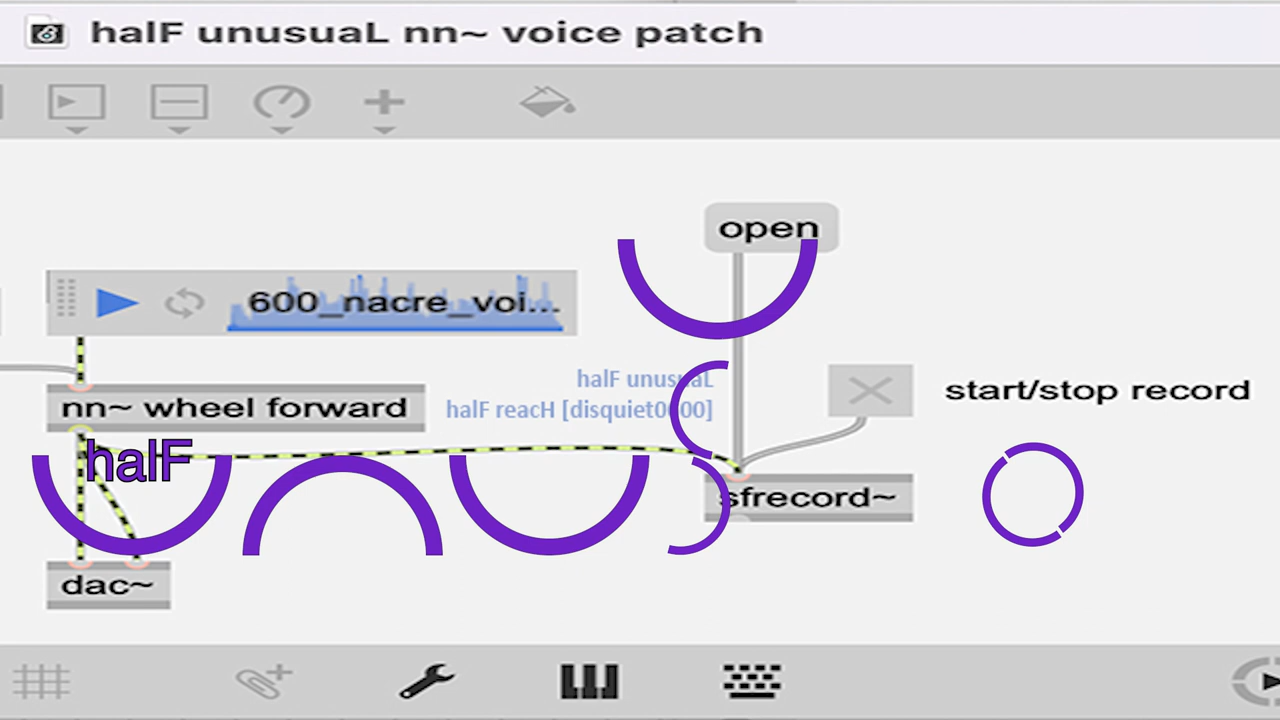 halF unusuaL nn~ voice patch
open
600_nacre_voi...
halF unusuaL
start/stop record
nn~ wheel forward
halF reacH [disquiet0600]
halF
sfrecord~
dac~